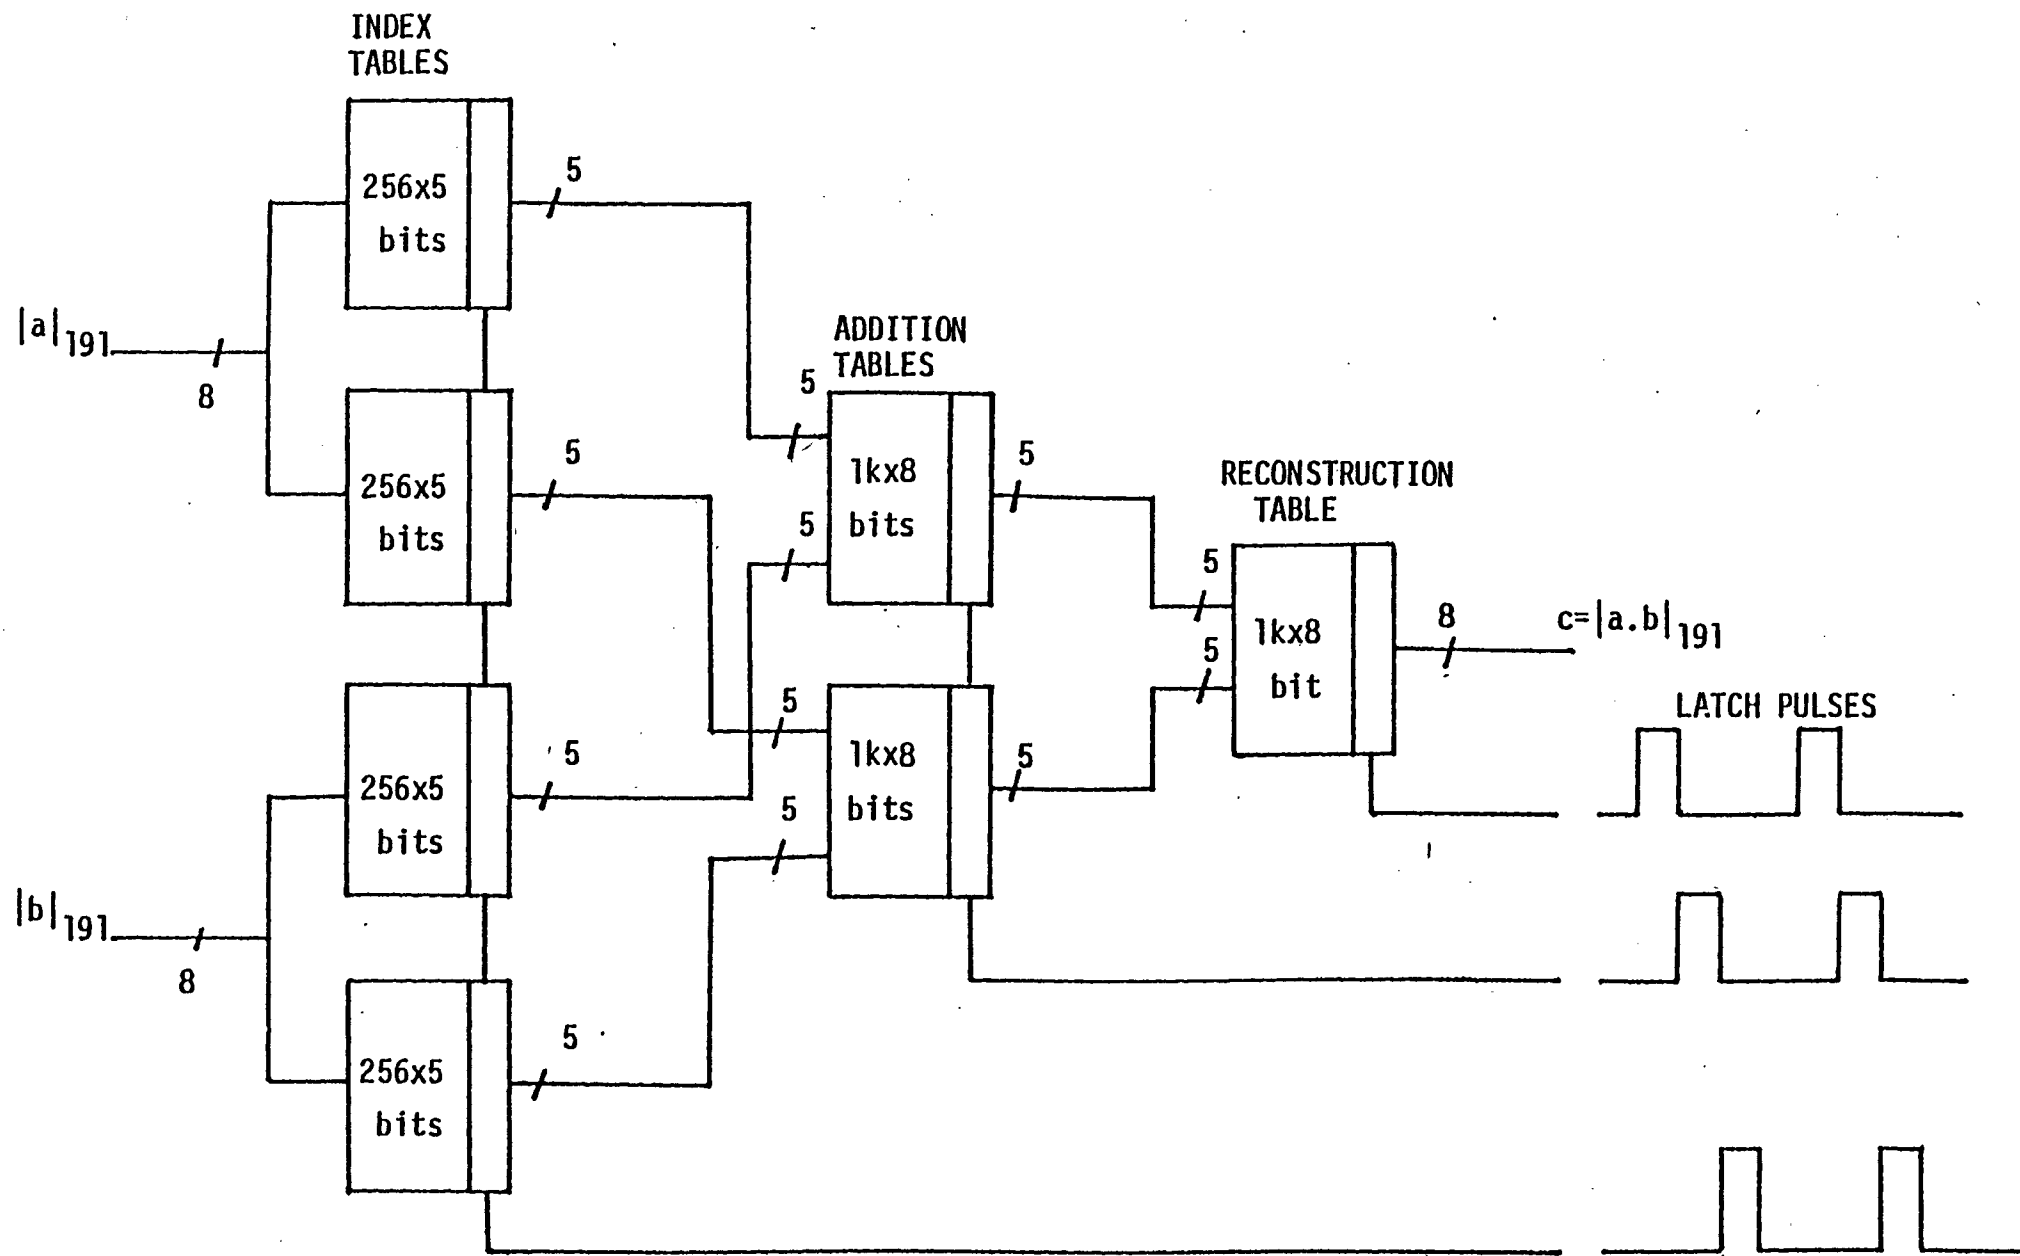 INDEX
TABLES
256x5
bits
5
|a|191
8
256x5
bits
5
ADDITION
TABLES
5
1kx8
bits
5
5
RECONSTRUCTION
TABLE
5
1kx8
bit
5
8
c=|a.b|191
256x5
bits
5
5
1kx8
bits
5
5
LATCH PULSES
|b|191
8
256x5
bits
5